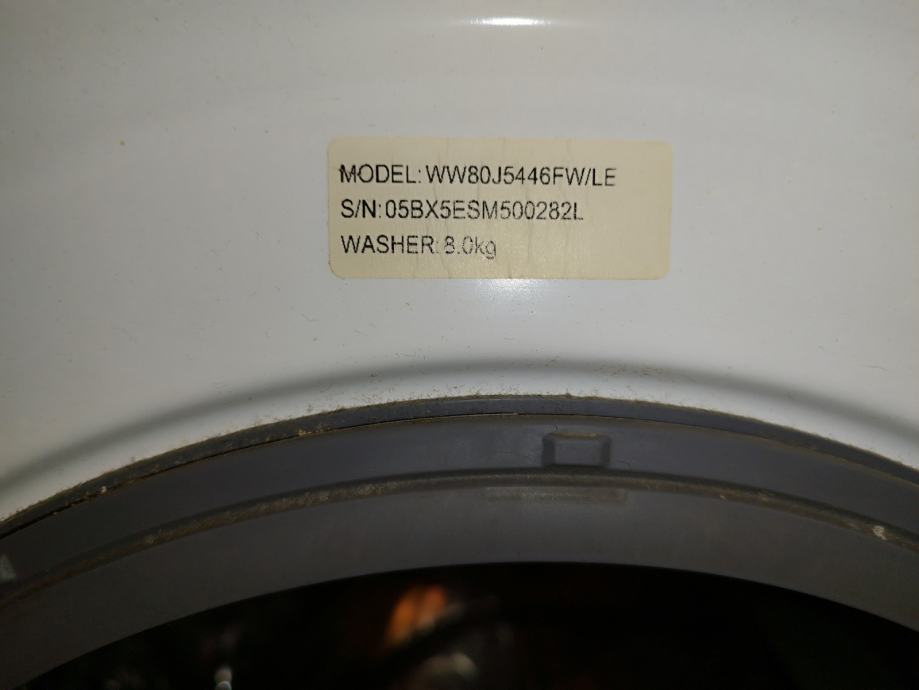 MODEL: WW80J5446FW/LE
S/N: 05BX5ESM500282L
WASHER: 8.0kg